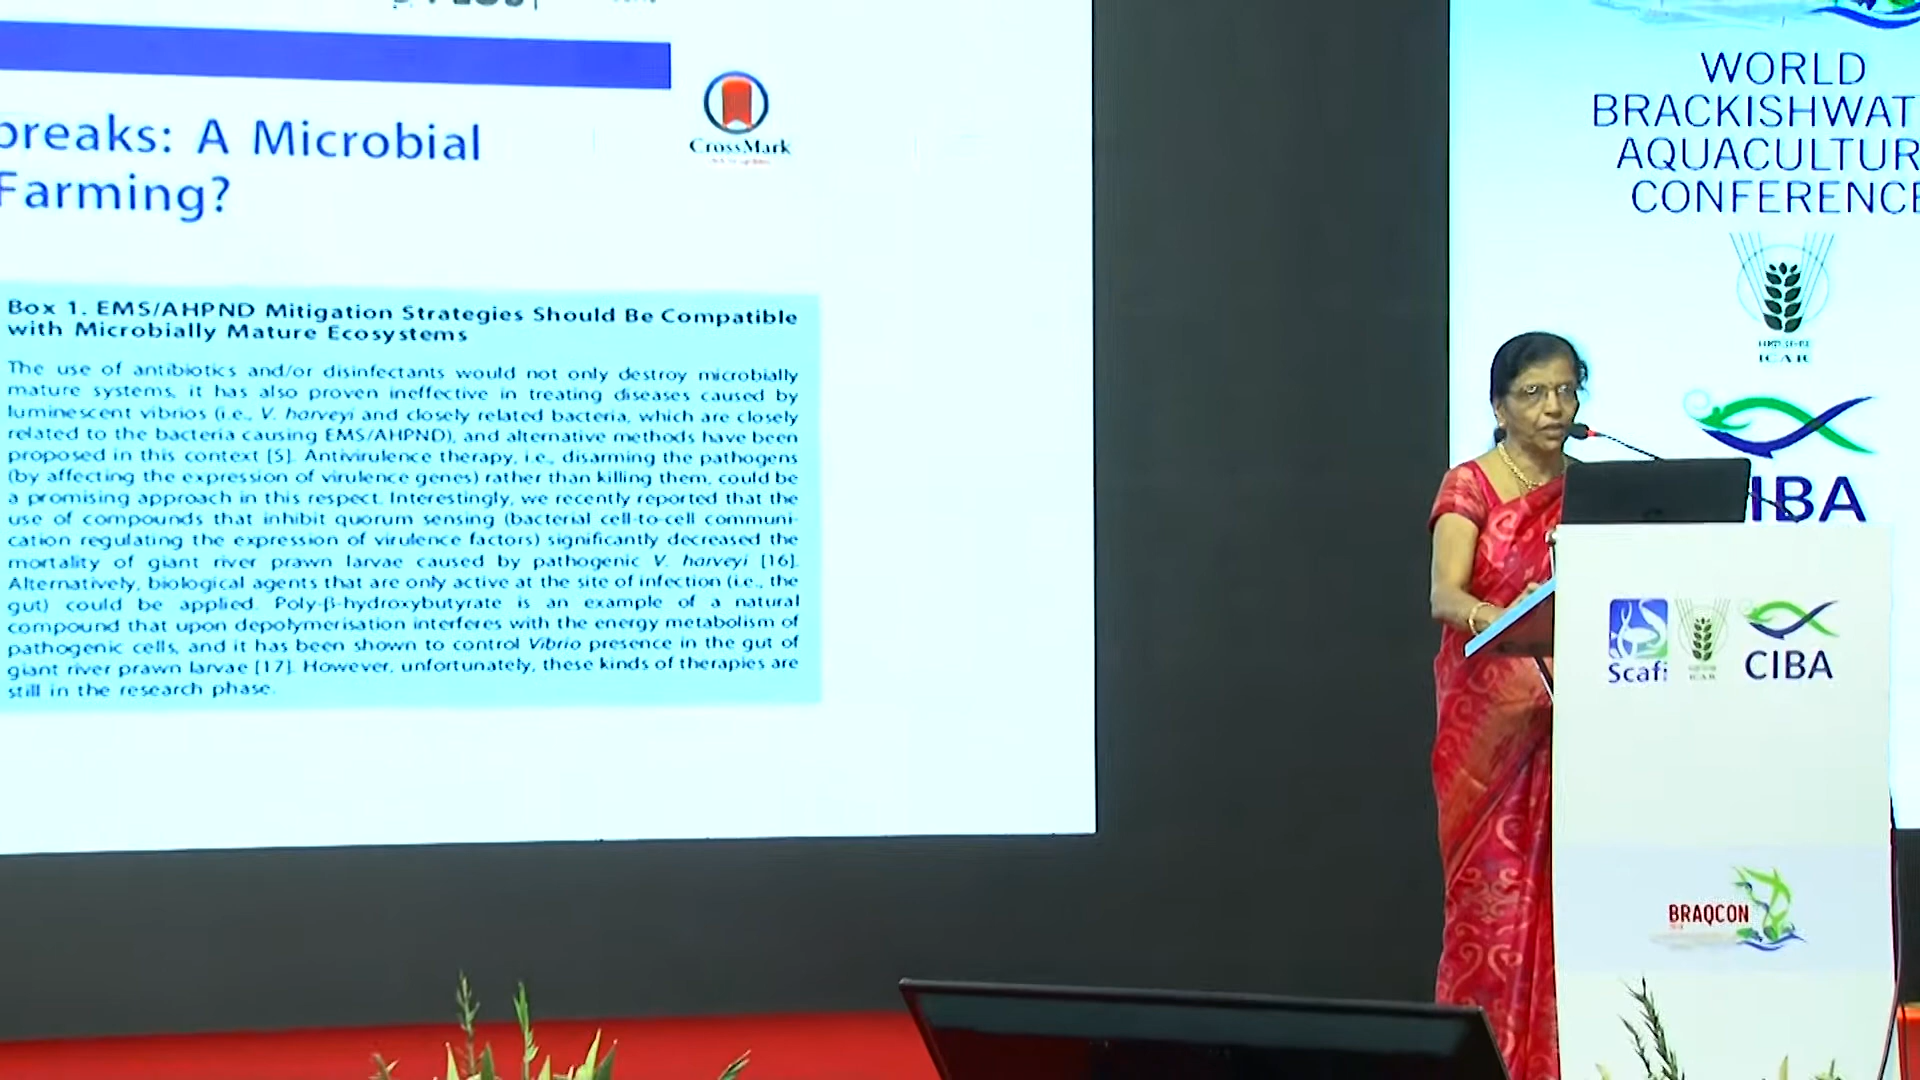 breaks: A Microbial
Farming?
CrossMark
Box 1. EMS/AHPND Mitigation Strategies Should Be Compatible
with Microbially Mature Ecosystems
The use of antibiotics and/or disinfectants would not only destroy microbially
mature systems, it has also proven ineffective in treating diseases caused by
luminescent vibrios (i.e., V. harveyi and closely related bacteria, which are closely
related to the bacteria causing EMS/AHPND), and alternative methods have been
proposed in this context [5]. Antivirulence therapy, i.e., disarming the pathogens
(by affecting the expression of virulence genes) rather than killing them, could be
a promising approach in this respect. Interestingly, we recently reported that the
use of compounds that inhibit quorum sensing (bacterial cell-to-cell communi-
cation regulating the expression of virulence factors) significantly decreased the
mortality of giant river prawn larvae caused by pathogenic V. harveyi [16].
Alternatively, biological agents that are only active at the site of infection (i.e., the
gut) could be applied. Poly-β-hydroxybutyrate is an example of a natural
compound that upon depolymerisation interferes with the energy metabolism of
pathogenic cells, and it has been shown to control Vibrio presence in the gut of
giant river prawn larvae [17]. However, unfortunately, these kinds of therapies are
still in the research phase.
WORLD
BRACKISHWAT
AQUACULTUR
CONFERENCE
ICAR
CIBA
Scafi
ICAR
CIBA
BRAQCON